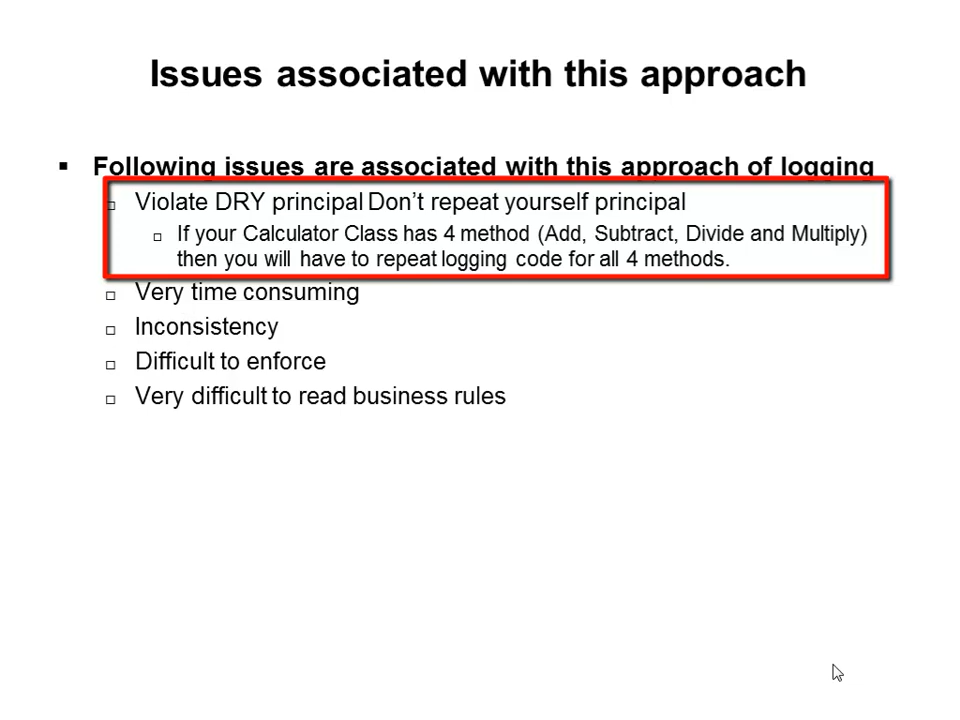 Issues associated with this approach
Following issues are associated with this approach of logging
Violate DRY principal Don't repeat yourself principal
If your Calculator Class has 4 method (Add, Subtract, Divide and Multiply)
then you will have to repeat logging code for all 4 methods.
Very time consuming
Inconsistency
Difficult to enforce
Very difficult to read business rules